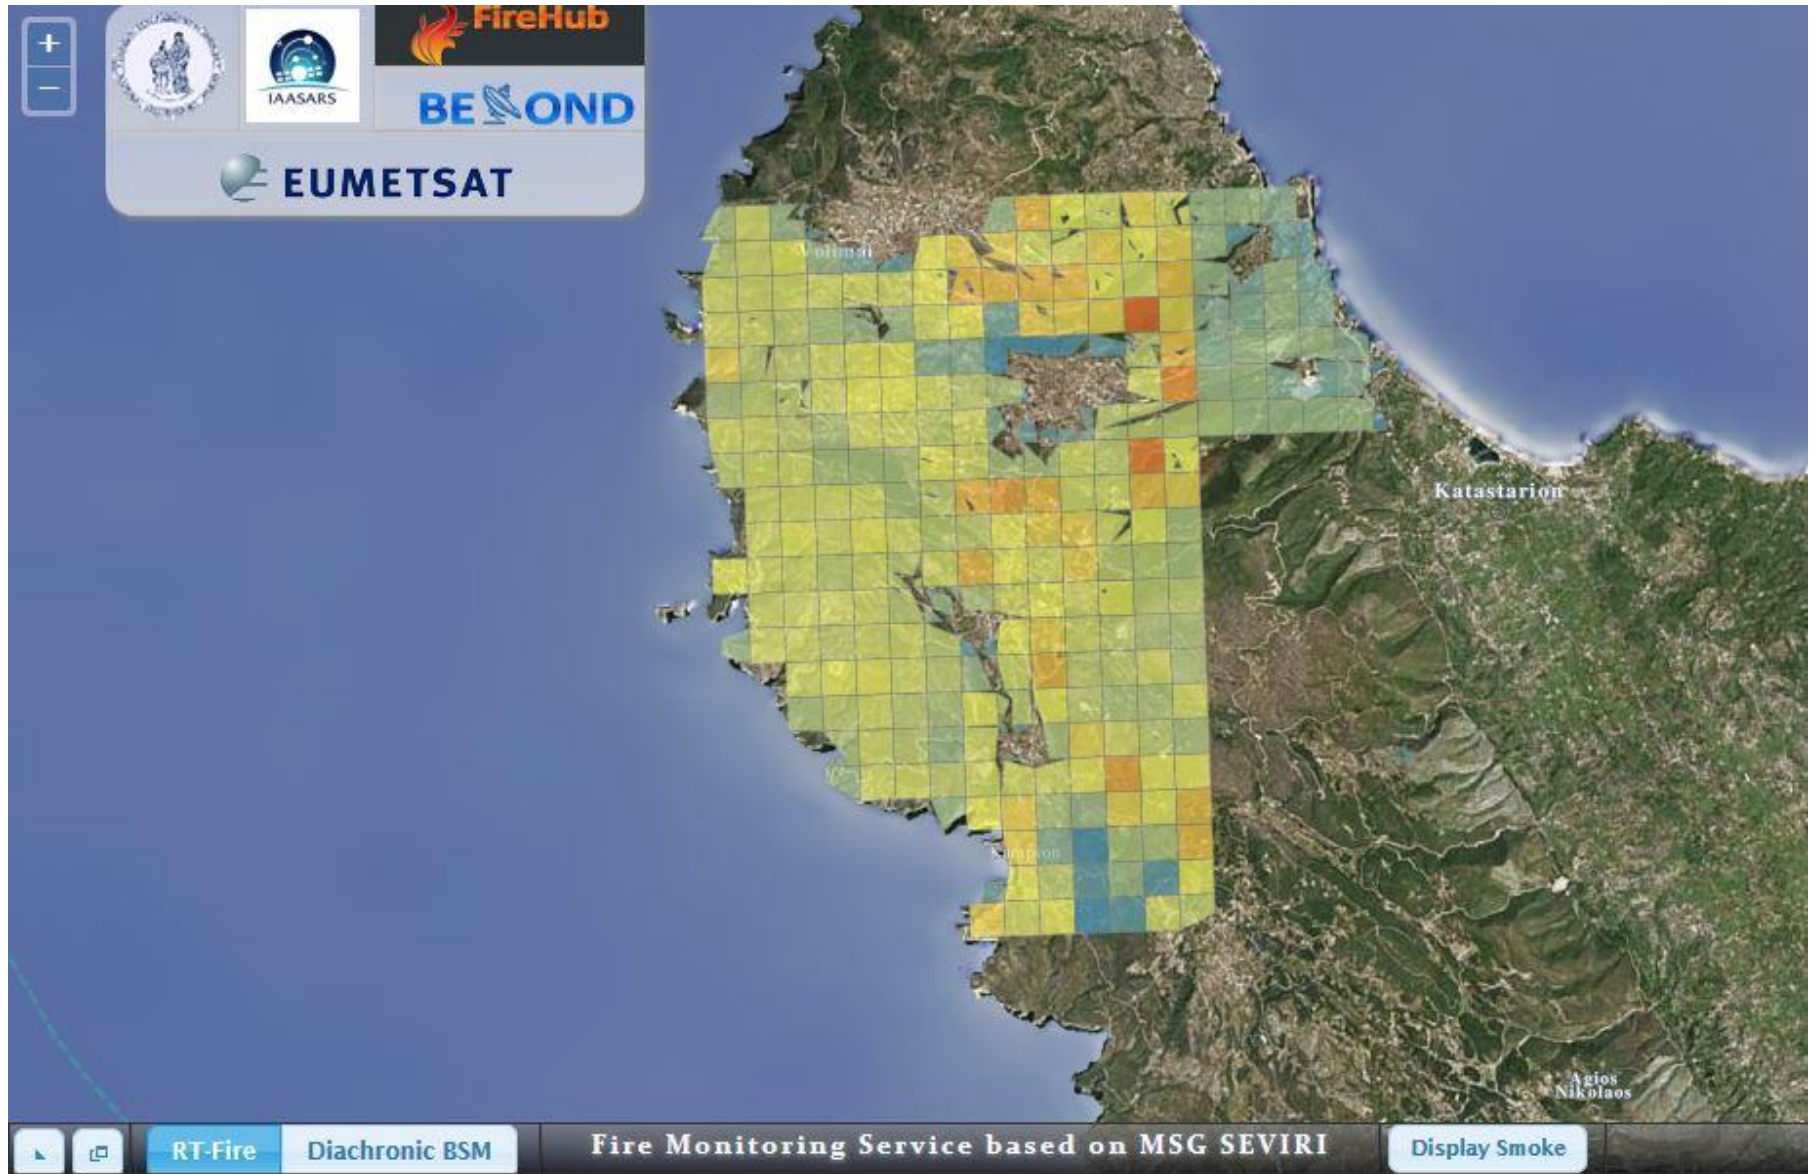 +
−
IAASARS
FireHub
BEYOND
EUMETSAT
Volimai
Katastarion
Agios
Nikolaos
RT-Fire
Diachronic BSM
Fire Monitoring Service based on MSG SEVIRI
Display Smoke